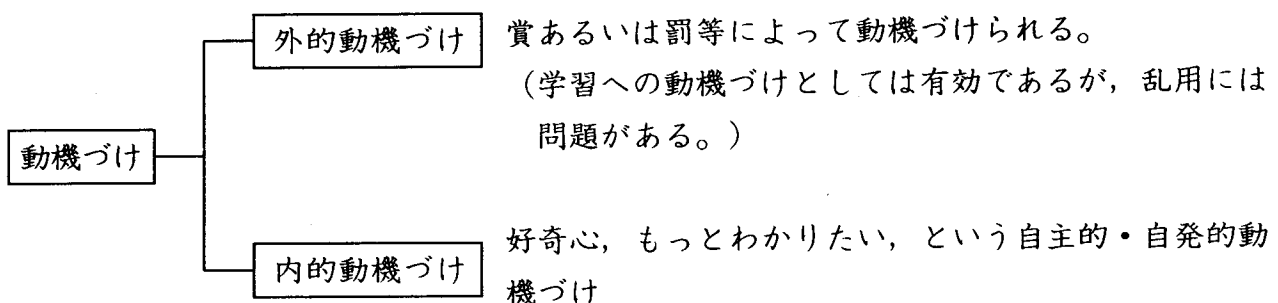 外的動機づけ 賞あるいは罰等によって動機づけられる。
(学習への動機づけとしては有効であるが,乱用には
問題がある。)
動機づけ
内的動機づけ 好奇心,もっとわかりたい,という自主的・自発的動
機づけ